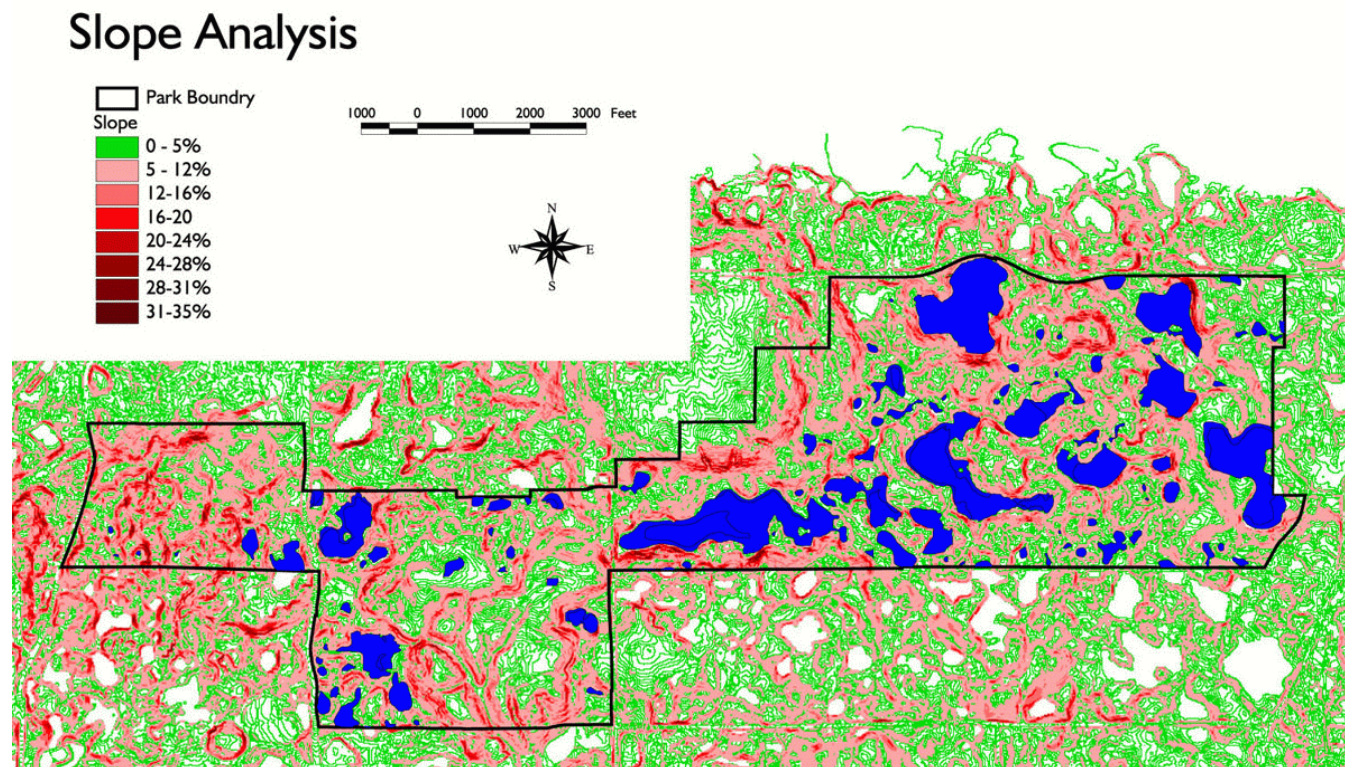 Slope Analysis
Park Boundry
Slope
0 - 5%
5 - 12%
12-16%
16-20
20-24%
24-28%
28-31%
31-35%
1000 0 1000 2000 3000 Feet
N
W E
S